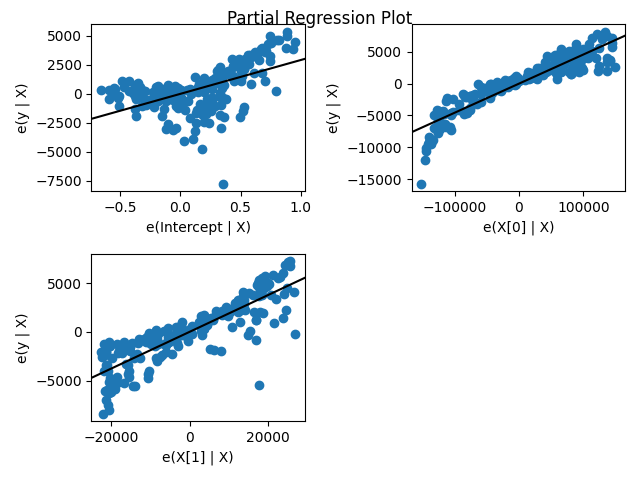 Partial Regression Plot
5000
2500
0
−2500
−5000
−7500
e(y | X)
−0.5 0.0 0.5 1.0
e(Intercept | X)
5000
0
−5000
−10000
−15000
e(y | X)
−100000 0 100000
e(X[0] | X)
5000
0
−5000
e(y | X)
−20000 0 20000
e(X[1] | X)